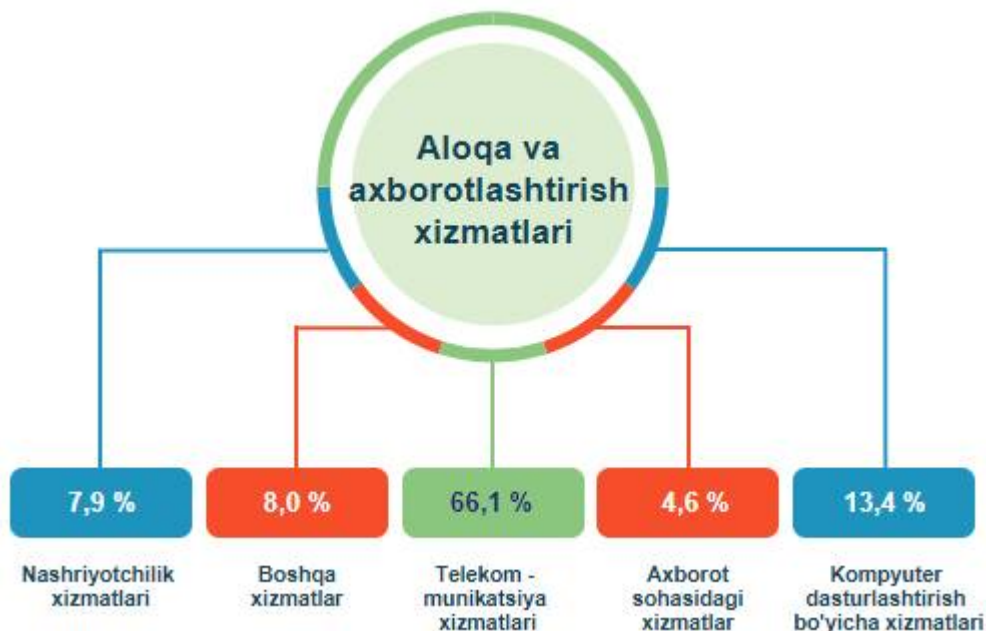 Aloqa va
axborotlashtirish
xizmatlari
7,9 %
8,0 %
66,1 %
4,6 %
13,4 %
Nashriyotchilik
xizmatlari
Boshqa
xizmatlar
Telekom -
munikatsiya
xizmatlari
Axborot
sohasidagi
xizmatlar
Kompyuter
dasturlashtirish
bo'yicha xizmatlari